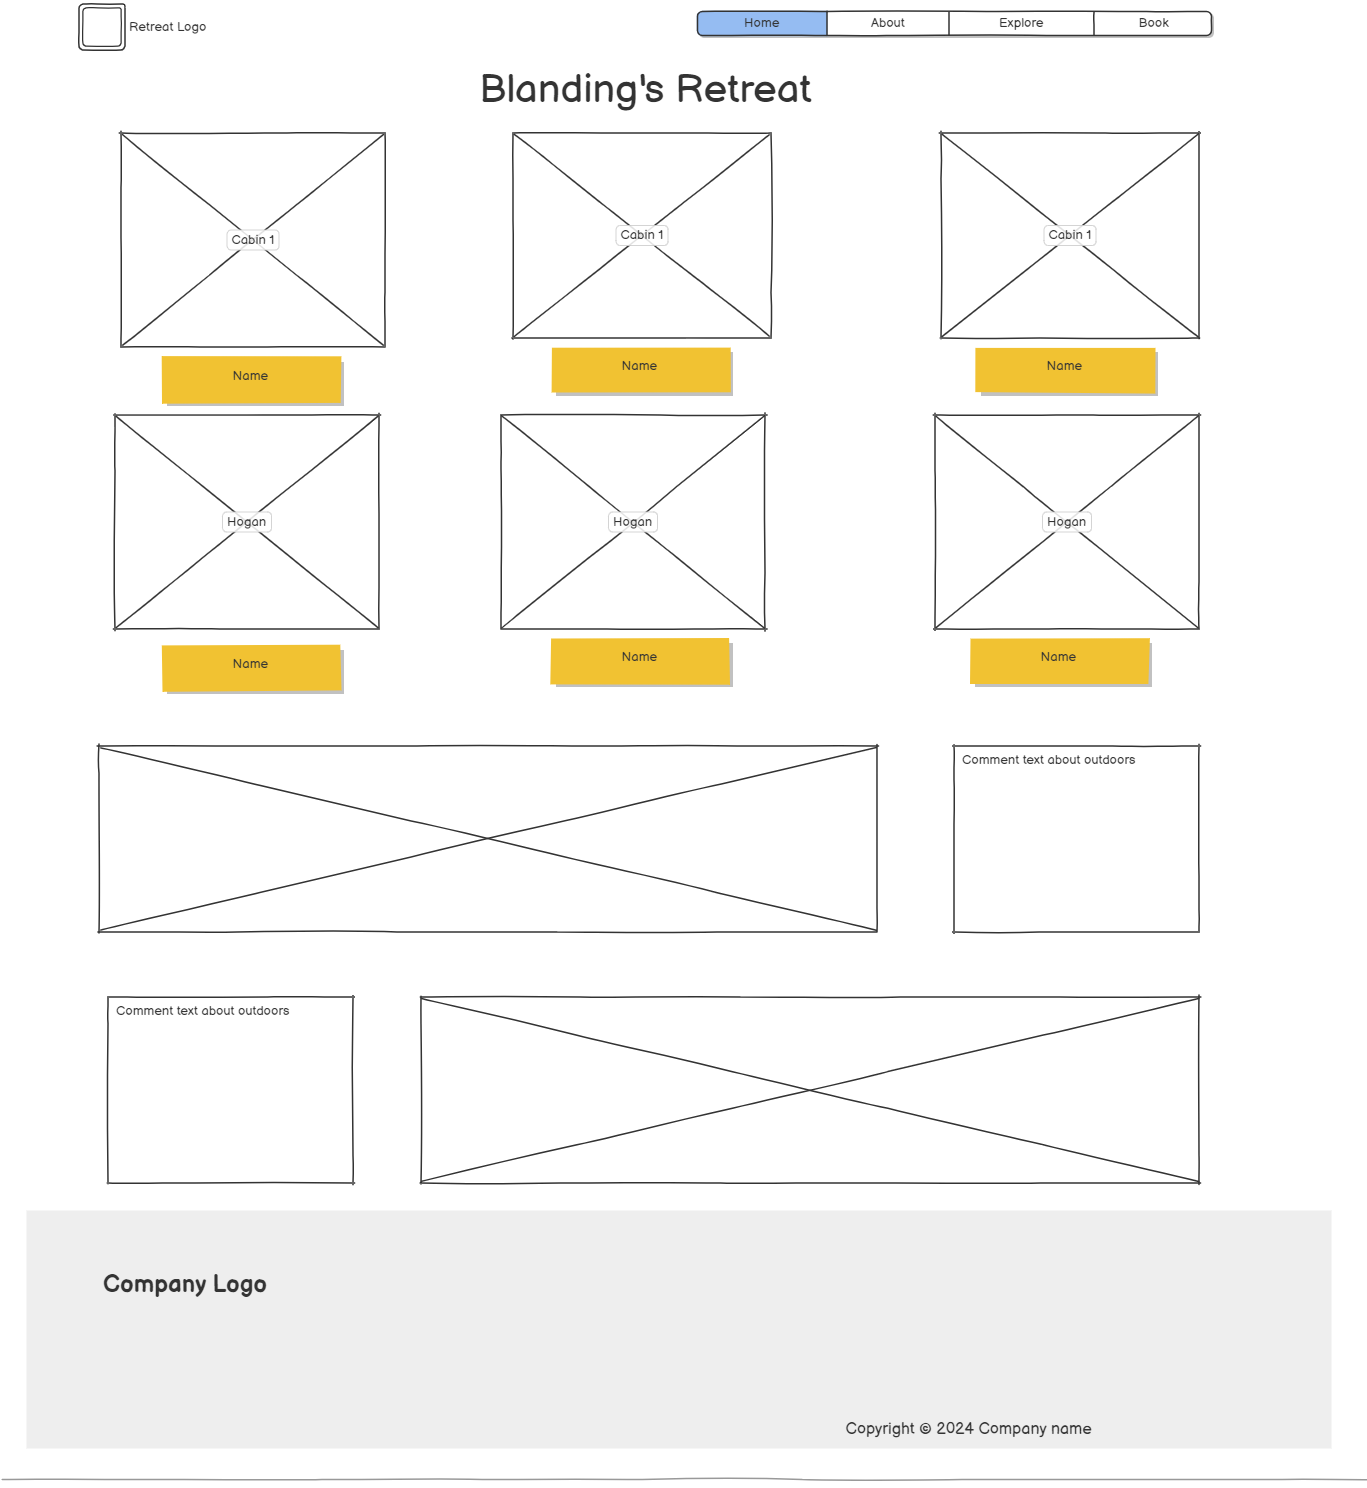 Retreat Logo
Home About Explore Book
Blanding's Retreat
Cabin 1 Cabin 1 Cabin 1
Name Name Name
Hogan Hogan Hogan
Name Name Name
Comment text about outdoors
Comment text about outdoors
Company Logo
Copyright © 2024 Company name